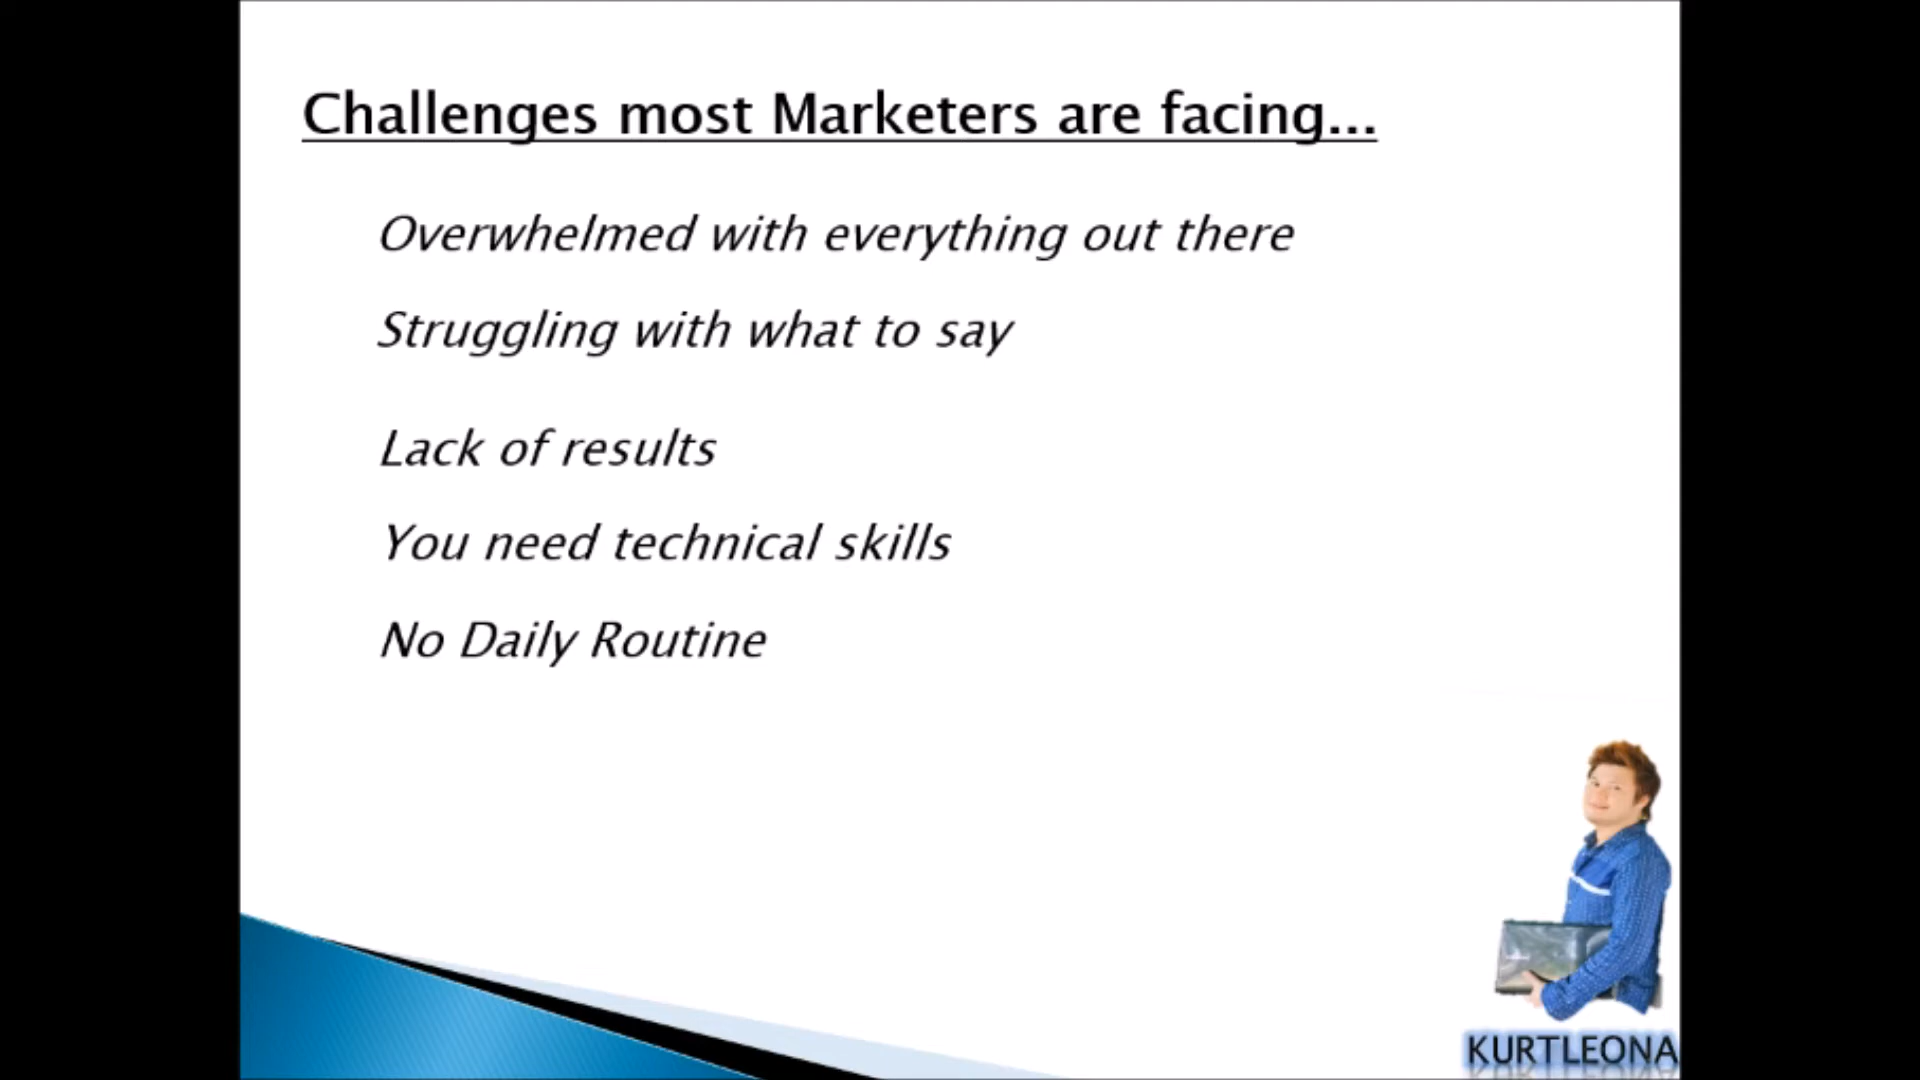 Challenges most Marketers are facing...
Overwhelmed with everything out there
Struggling with what to say
Lack of results
You need technical skills
No Daily Routine
KURTLEONA